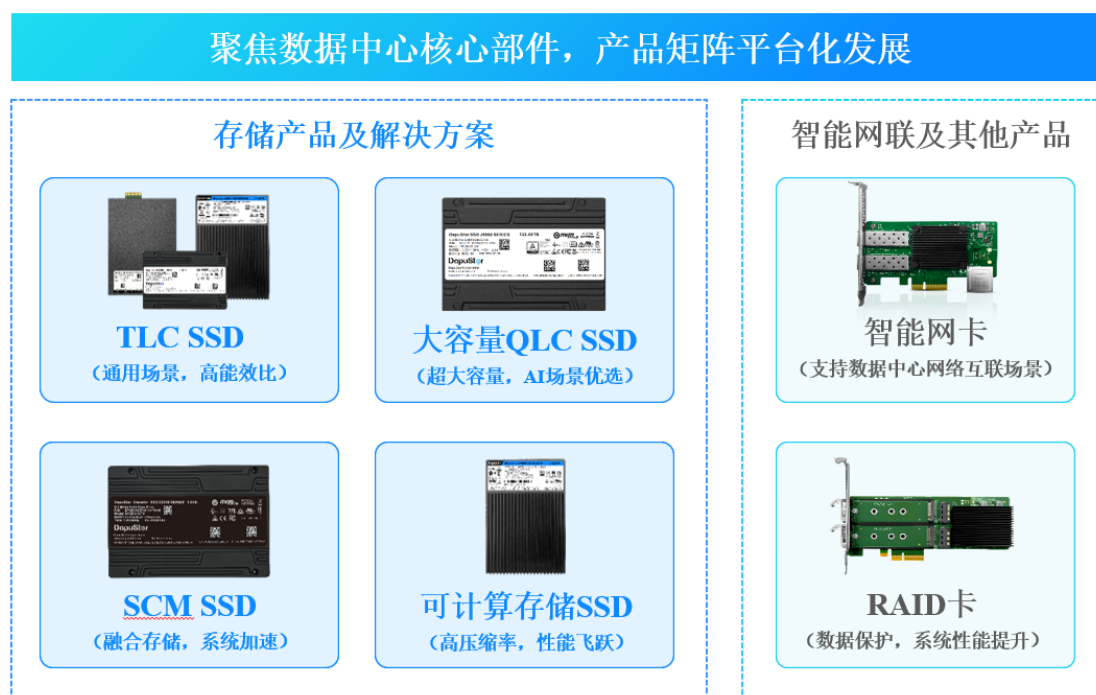 聚焦数据中心核心部件，产品矩阵平台化发展
存储产品及解决方案
DapuStor
TLC SSD
（通用场景，高能效比）
DapuStor
大容量QLC SSD
（超大容量，AI场景优选）
DapuStor
SCM SSD
（融合存储，系统加速）
可计算存储SSD
（高压缩率，性能飞跃）
智能网联及其他产品
智能网卡
（支持数据中心网络互联场景）
RAID卡
（数据保护，系统性能提升）